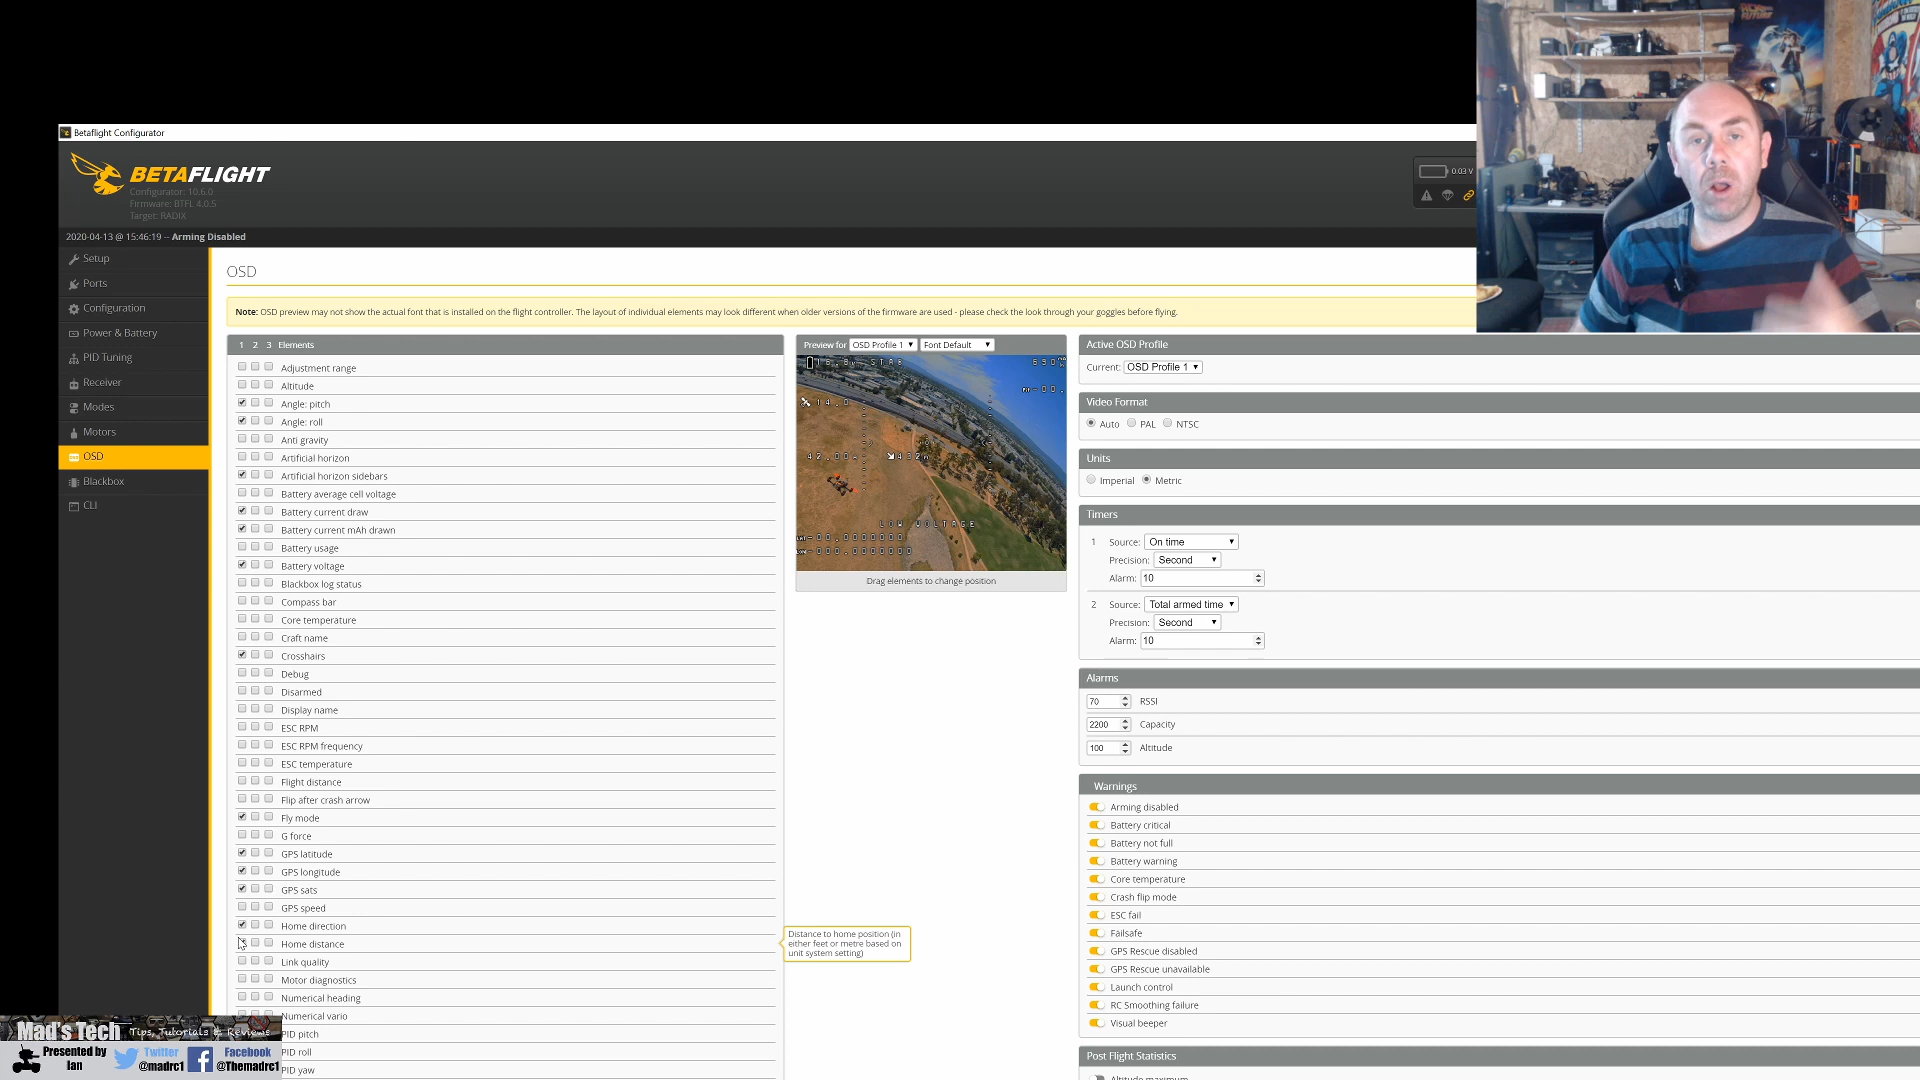 Betaflight Configurator
BETAFLIGHT
Configurator: 10.6.0
Firmware: BTFL 4.0.5
Target: RADIX
0.03 V
2020-04-13 @ 15:46:19 -- Arming Disabled
Setup
Ports
Configuration
Power & Battery
PID Tuning
Receiver
Modes
Motors
OSD
Blackbox
CLI
OSD
Note: OSD preview may not show the actual font that is installed on the flight controller. The layout of individual elements may look different when older versions of the firmware are used - please check the look through your goggles before flying.
1 2 3 Elements
Adjustment range
Altitude
Angle: pitch
Angle: roll
Anti gravity
Artificial horizon
Artificial horizon sidebars
Battery average cell voltage
Battery current draw
Battery current mAh drawn
Battery usage
Battery voltage
Blackbox log status
Compass bar
Core temperature
Craft name
Crosshairs
Debug
Disarmed
Display name
ESC RPM
ESC RPM frequency
ESC temperature
Flight distance
Flip after crash arrow
Fly mode
G force
GPS latitude
GPS longitude
GPS sats
GPS speed
Home direction
Home distance
Link quality
Motor diagnostics
Numerical heading
Numerical vario
PID pitch
PID roll
PID yaw
Distance to home position (in
either feet or metre based on
unit system setting)
Preview for OSD Profile 1 Font Default
STAB
14.0
42.00
432m
LOW VOLTAGE
Drag elements to change position
Active OSD Profile
Current: OSD Profile 1
Video Format
Auto PAL NTSC
Units
Imperial Metric
Timers
1 Source: On time
Precision: Second
Alarm: 10
2 Source: Total armed time
Precision: Second
Alarm: 10
Alarms
70 RSSI
2200 Capacity
100 Altitude
Warnings
Arming disabled
Battery critical
Battery not full
Battery warning
Core temperature
Crash flip mode
ESC fail
Failsafe
GPS Rescue disabled
GPS Rescue unavailable
Launch control
RC Smoothing failure
Visual beeper
Post Flight Statistics
Altitude maximum
Mad's Tech Tips, Tutorials & Reviews
Presented by
Ian
Twitter
@madrc1
Facebook
@Themadrc1